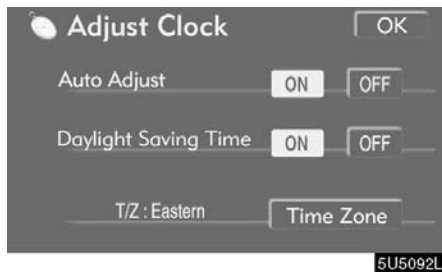 Adjust Clock OK
Auto Adjust ON OFF
Daylight Saving Time ON OFF
T/Z : Eastern Time Zone
5U5092L